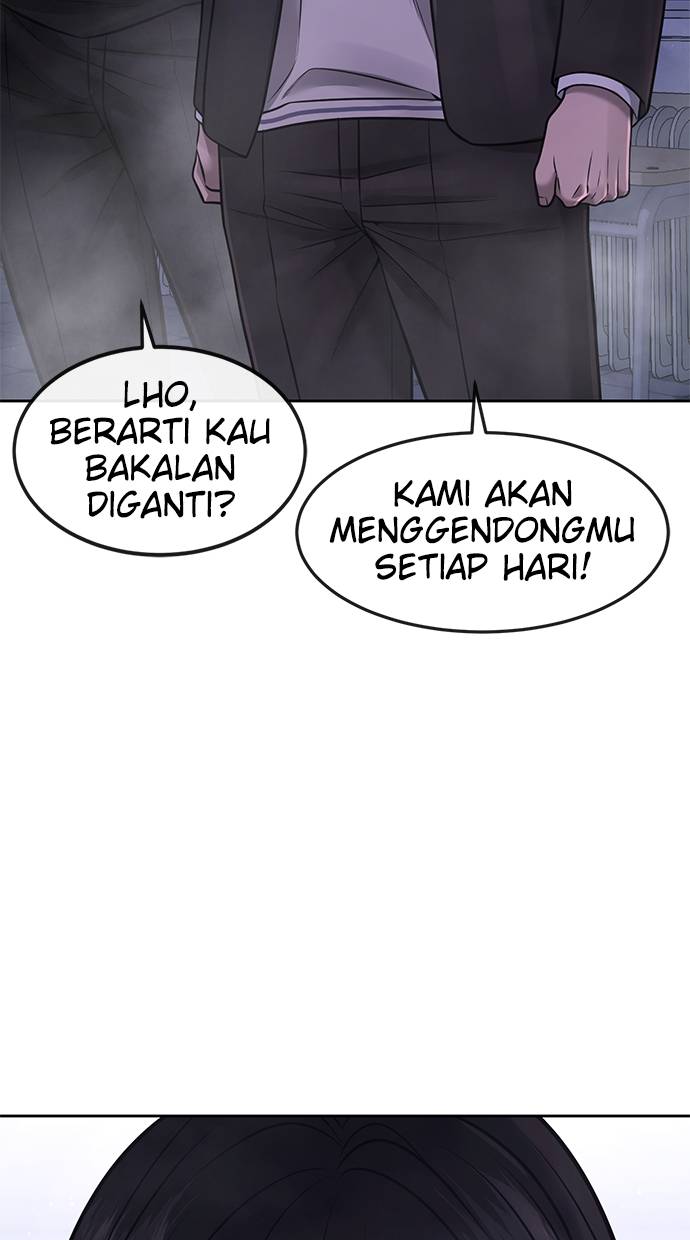 LHO,
BERARTI KAU
BAKALAN
DIGANTI?
KAMI AKAN
MENGGENDONGMU
SETIAP HARI!